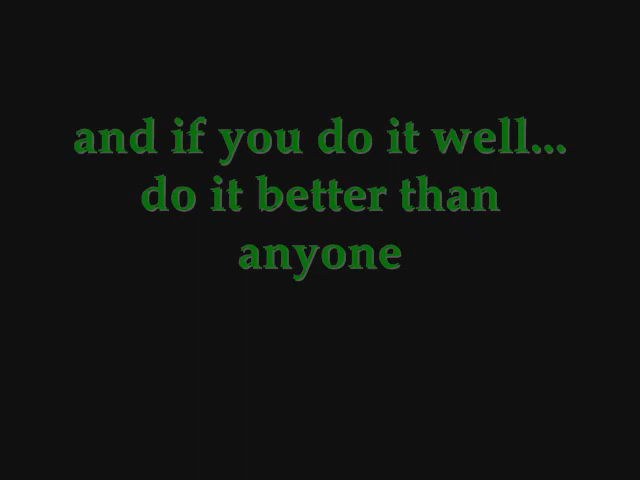 and if you do it well...
do it better than
anyone